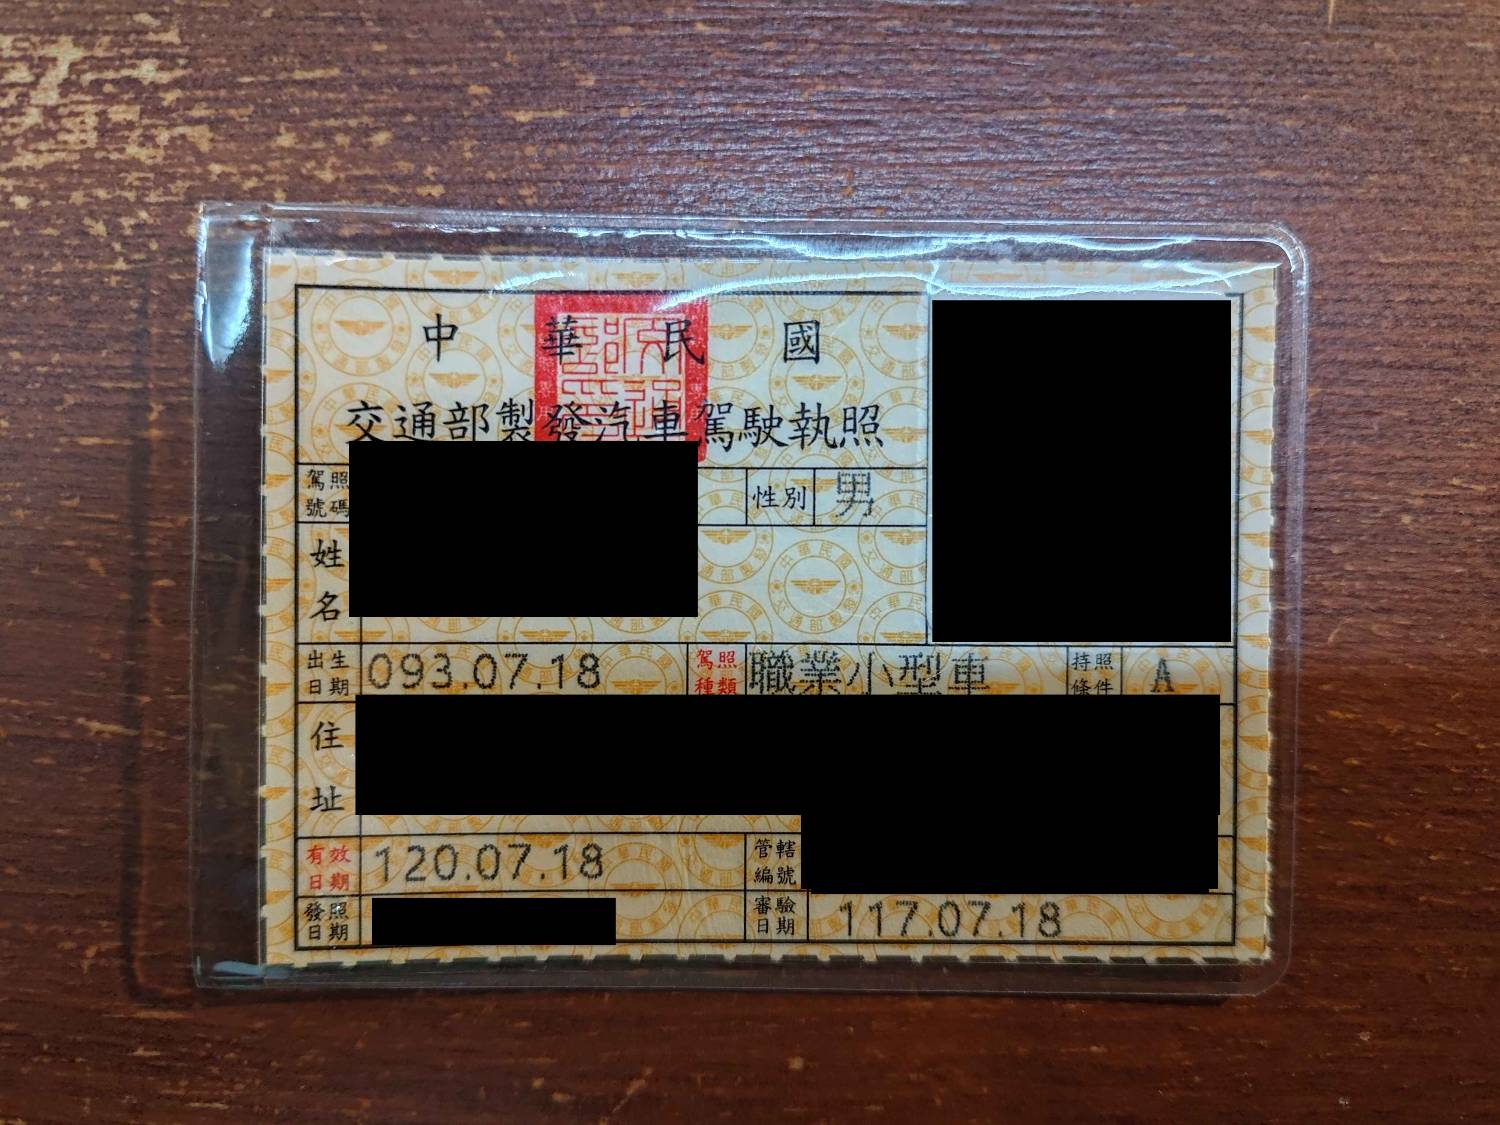 中華民國
交通部製發汽車駕駛執照
駕照號碼
性別 男
姓名
出生日期 093.07.18 駕照種類 職業小型車 持照條件 A
住址
有效日期 120.07.18 管轄編號
發照日期 審驗日期 117.07.18